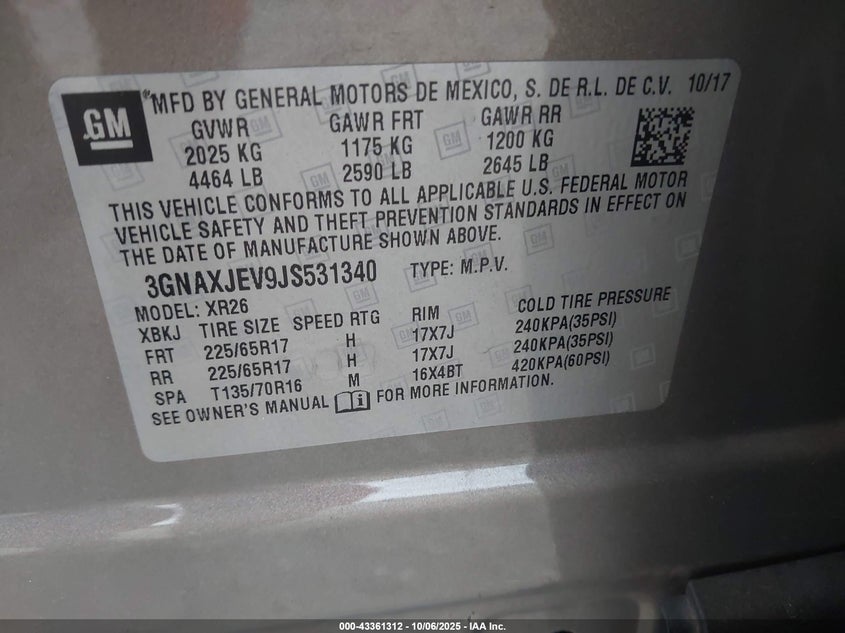 GM
®MFD BY GENERAL MOTORS DE MEXICO, S. DE R.L. DE C.V. 10/17
GVWR GAWR FRT GAWR RR
2025 KG 1175 KG 1200 KG
4464 LB 2590 LB 2645 LB
THIS VEHICLE CONFORMS TO ALL APPLICABLE U.S. FEDERAL MOTOR
VEHICLE SAFETY AND THEFT PREVENTION STANDARDS IN EFFECT ON
THE DATE OF MANUFACTURE SHOWN ABOVE.
3GNAXJEV9JS531340 TYPE: M.P.V.
MODEL: XR26
XBKJ TIRE SIZE SPEED RTG RIM COLD TIRE PRESSURE
FRT 225/65R17 H 17X7J 240KPA(35PSI)
RR 225/65R17 H 17X7J 240KPA(35PSI)
SPA T135/70R16 M 16X4BT 420KPA(60PSI)
SEE OWNER'S MANUAL FOR MORE INFORMATION.
000-43361312 - 10/06/2025 - IAA Inc.